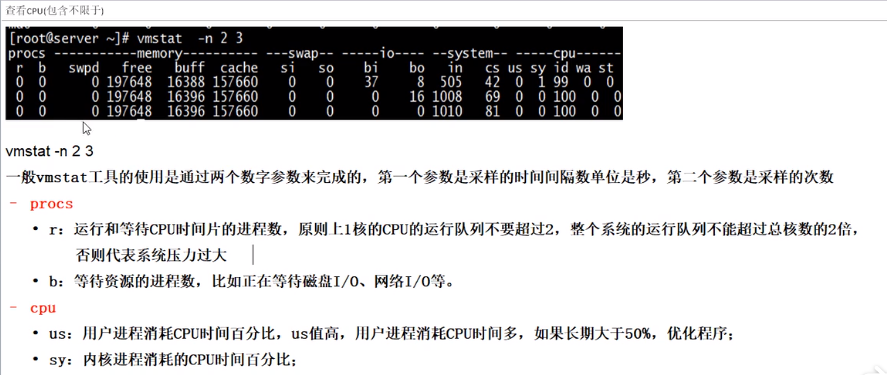 查看CPU(包含不限于)
[root@server ~]# vmstat  -n 2 3
procs -----------memory---------- ---swap-- -----io---- --system-- -----cpu------
 r  b   swpd   free   buff  cache   si   so    bi    bo   in   cs us sy id wa st
 0  0      0 197648  16388 157660    0    0    37     8  505   42  0  1 99  0  0
 0  0      0 197648  16396 157660    0    0     0    16 1008   69  0  0 100  0  0
 0  0      0 197648  16396 157660    0    0     0     0 1010   81  0  0 100  0  0
vmstat -n 2 3
一般vmstat工具的使用是通过两个数字参数来完成的，第一个参数是采样的时间间隔数单位是秒，第二个参数是采样的次数
- procs
• r：运行和等待CPU时间片的进程数，原则上1核的CPU的运行队列不要超过2，整个系统的运行队列不能超过总核数的2倍，
否则代表系统压力过大
• b：等待资源的进程数，比如正在等待磁盘I/O、网络I/O等。
- cpu
• us：用户进程消耗CPU时间百分比，us值高，用户进程消耗CPU时间多，如果长期大于50%，优化程序；
• sy：内核进程消耗的CPU时间百分比；